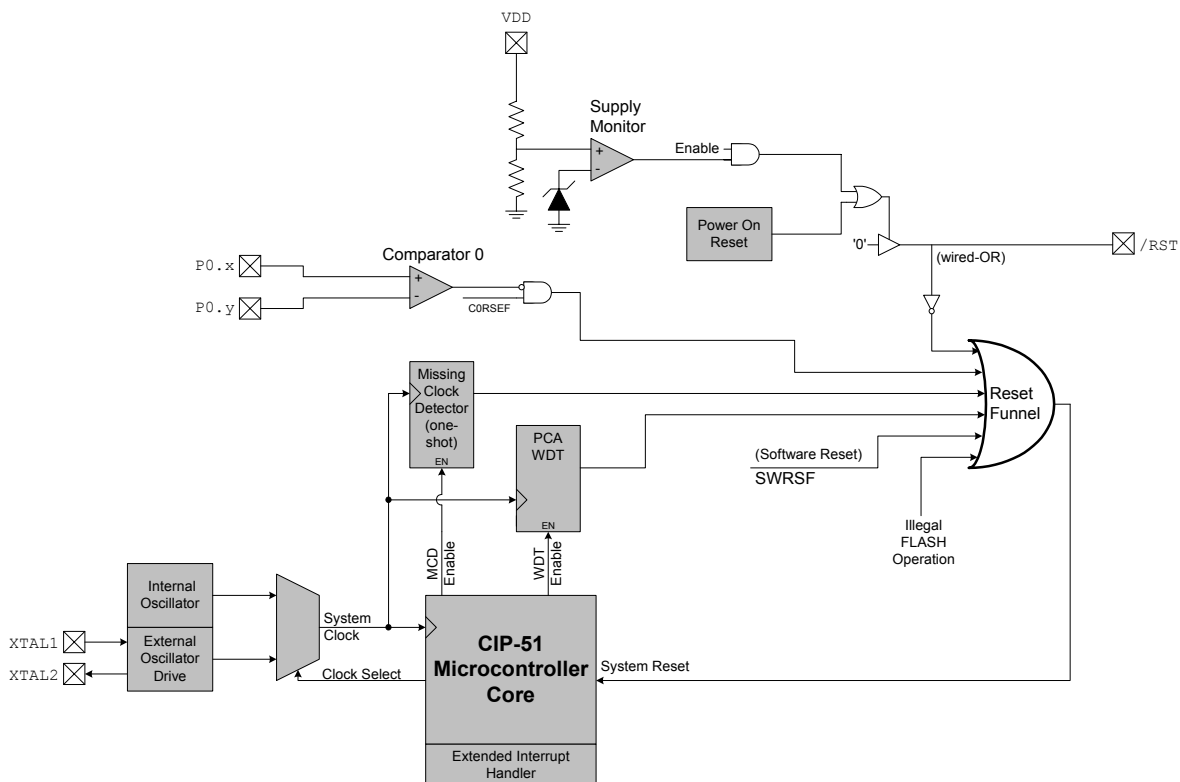 VDD
Supply
Monitor
Enable
+
-
Power On
Reset
'0'
/RST
(wired-OR)
P0.x
P0.y
Comparator 0
+
-
C0RSEF
Missing
Clock
Detector
(one-
shot)
EN
PCA
WDT
EN
Reset
Funnel
(Software Reset)
SWRSF
Illegal
FLASH
Operation
MCD
Enable
WDT
Enable
Internal
Oscillator
External
Oscillator
Drive
XTAL1
XTAL2
System
Clock
Clock Select
CIP-51
Microcontroller
Core
System Reset
Extended Interrupt
Handler